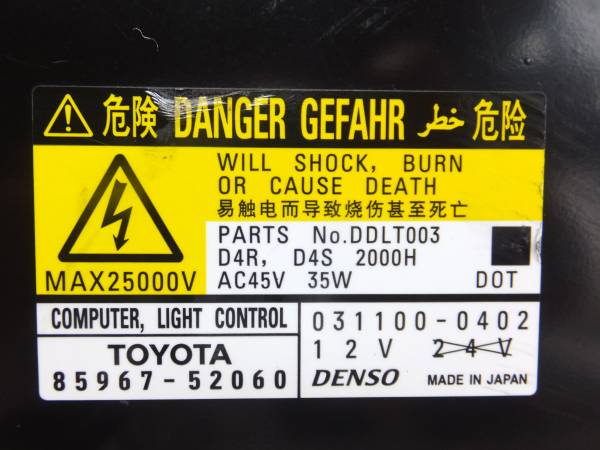 危険 DANGER GEFAHR خطر 危险
WILL SHOCK, BURN
OR CAUSE DEATH
易触电而导致烧伤甚至死亡
MAX25000V
PARTS No.DDLT003
D4R, D4S 2000H
AC45V 35W DOT
COMPUTER, LIGHT CONTROL
TOYOTA
85967-52060
031100-0402
12V 24V
DENSO MADE IN JAPAN